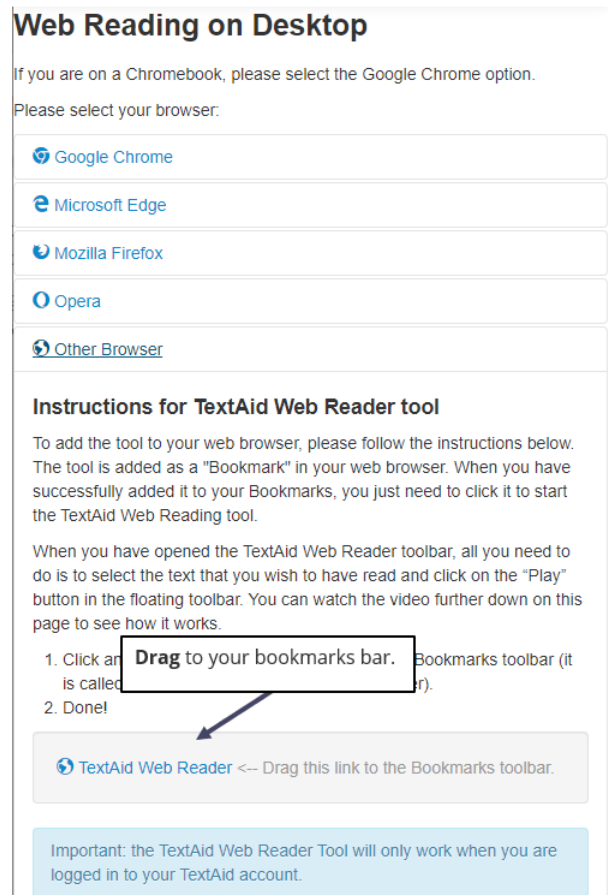 Web Reading on Desktop
If you are on a Chromebook, please select the Google Chrome option.
Please select your browser:
Google Chrome
Microsoft Edge
Mozilla Firefox
Opera
Other Browser
Instructions for TextAid Web Reader tool
To add the tool to your web browser, please follow the instructions below.
The tool is added as a "Bookmark" in your web browser. When you have
successfully added it to your Bookmarks, you just need to click it to start
the TextAid Web Reading tool.
When you have opened the TextAid Web Reader toolbar, all you need to
do is to select the text that you wish to have read and click on the “Play”
button in the floating toolbar. You can watch the video further down on this
page to see how it works.
1. Click Bookmarks toolbar (it
is r).
Drag to your bookmarks bar.
2. Done!
TextAid Web Reader <-- Drag this link to the Bookmarks toolbar.
Important: the TextAid Web Reader Tool will only work when you are
logged in to your TextAid account.